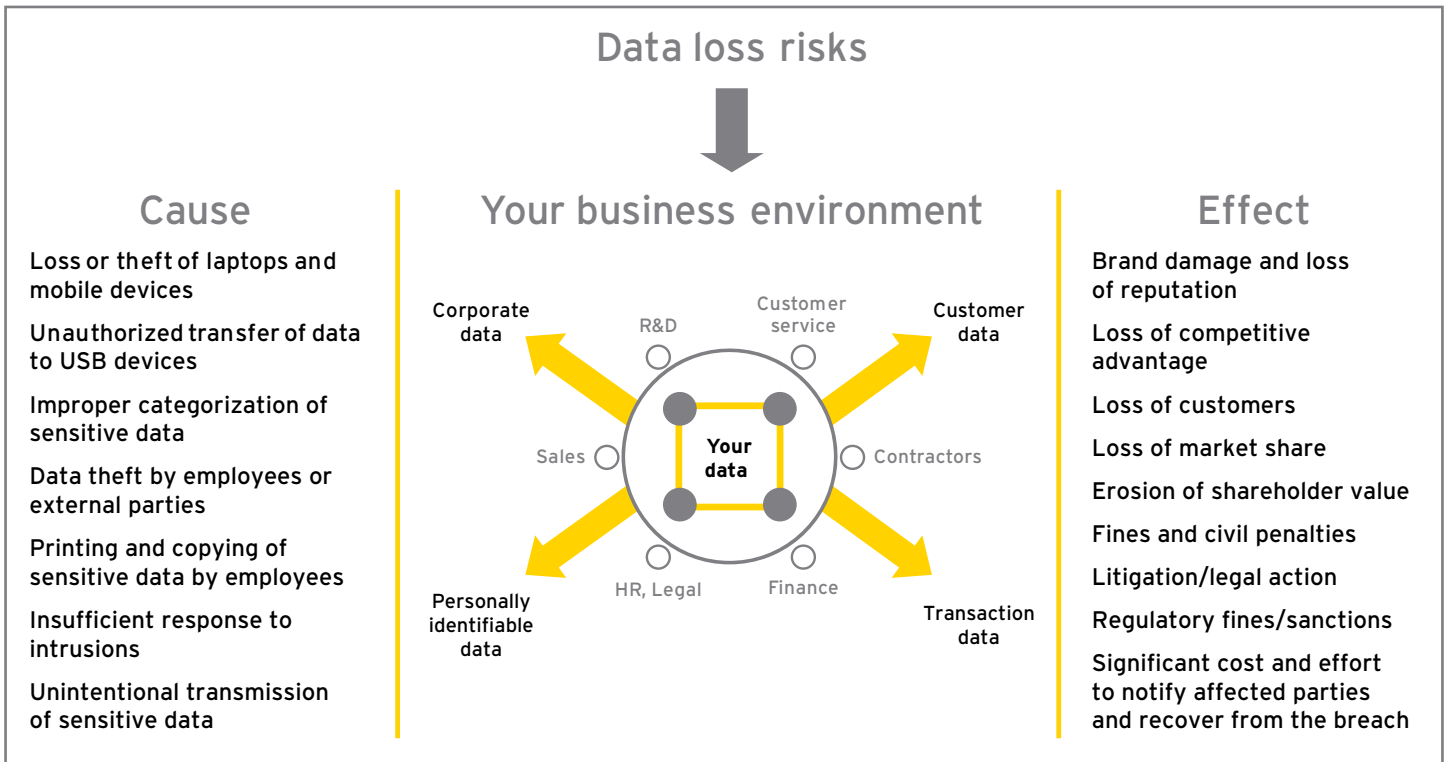 Data loss risks
Cause
Loss or theft of laptops and
mobile devices
Unauthorized transfer of data
to USB devices
Improper categorization of
sensitive data
Data theft by employees or
external parties
Printing and copying of
sensitive data by employees
Insufficient response to
intrusions
Unintentional transmission
of sensitive data
Your business environment
Corporate
data
R&D
Customer
service
Customer
data
Sales
Your
data
Contractors
Personally
identifiable
data
HR, Legal
Finance
Transaction
data
Effect
Brand damage and loss
of reputation
Loss of competitive
advantage
Loss of customers
Loss of market share
Erosion of shareholder value
Fines and civil penalties
Litigation/legal action
Regulatory fines/sanctions
Significant cost and effort
to notify affected parties
and recover from the breach